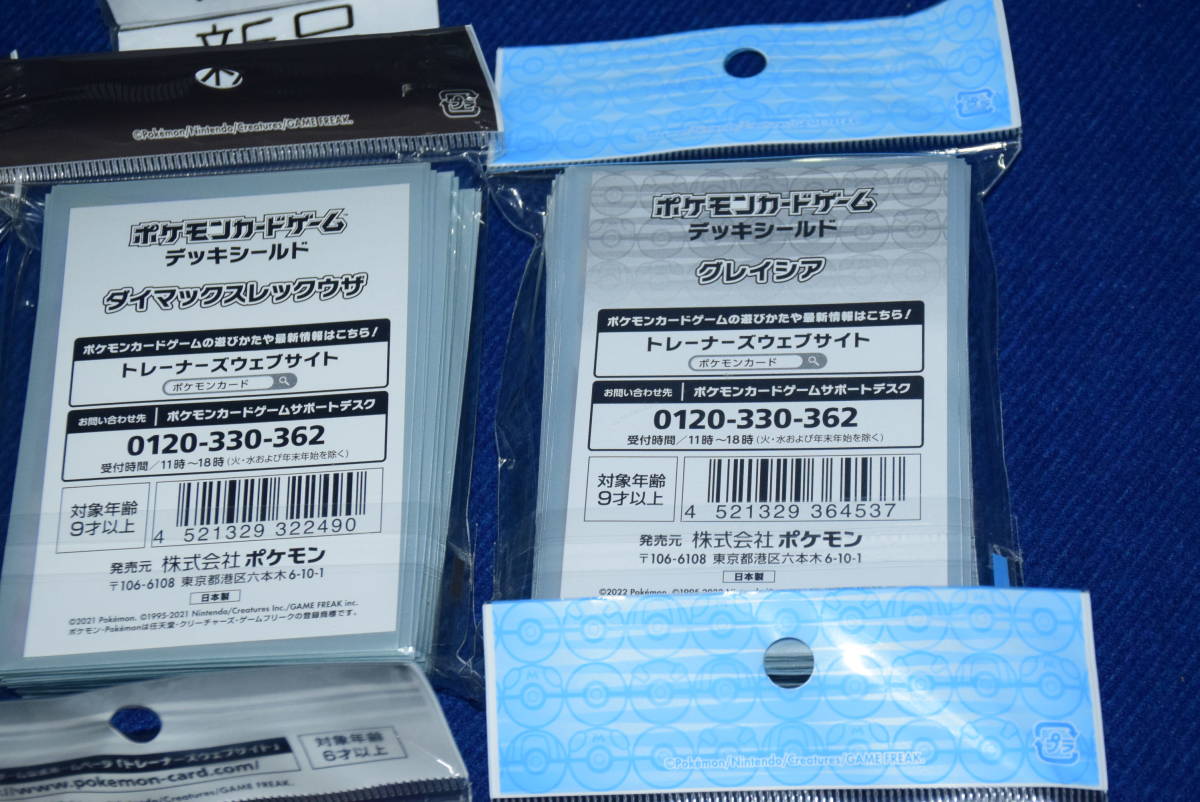 新品
©Pokémon/Nintendo/Creatures/GAME FREAK.
プラ
ポケモンカードゲーム
デッキシールド
ダイマックスレックウザ
ポケモンカードゲームの遊びかたや最新情報はこちら!
トレーナーズウェブサイト
ポケモンカード
お問い合わせ先 ポケモンカードゲームサポートデスク
0120-330-362
受付時間/11時～18時(火・水および年末年始を除く)
対象年齢
9才以上
4 521329 322490
発売元 株式会社 ポケモン
〒106-6108 東京都港区六本木6-10-1
日本製
©2021 Pokémon. ©1995-2021 Nintendo/Creatures Inc./GAME FREAK inc.
ポケモン・Pokémonは任天堂・クリーチャーズ・ゲームフリークの登録商標です。
プラ
ポケモンカードゲーム
デッキシールド
グレイシア
ポケモンカードゲームの遊びかたや最新情報はこちら!
トレーナーズウェブサイト
ポケモンカード
お問い合わせ先 ポケモンカードゲームサポートデスク
0120-330-362
受付時間/11時～18時(火・水および年末年始を除く)
対象年齢
9才以上
4 521329 364537
発売元 株式会社 ポケモン
〒106-6108 東京都港区六本木6-10-1
日本製
©2022 Pokémon. ©1995-2022
「トレーナーズウェブサイト」
www.pokemon-card.com/
対象年齢
6才以上
/Creatures/GAME FREAK.
©Pokémon/Nintendo/Creatures/GAME FREAK.
プラ